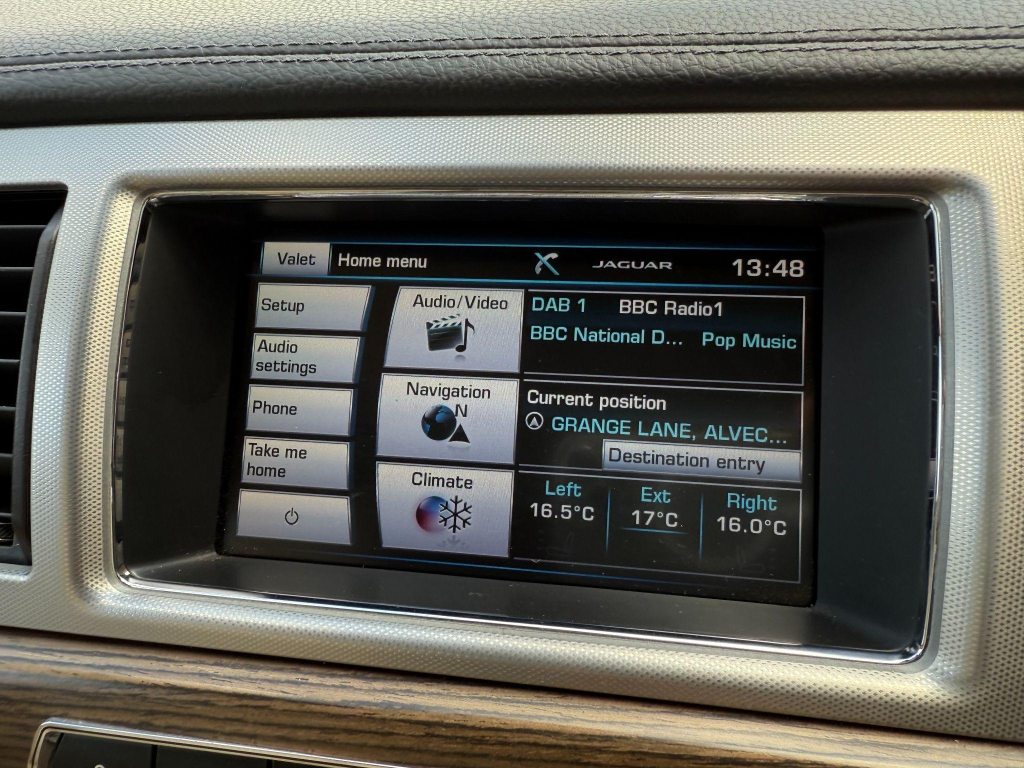 Valet
Home menu
JAGUAR
13:48
Setup
Audio
settings
Phone
Take me
home
Audio/Video
Navigation
N
Climate
DAB 1 BBC Radio1
BBC National D... Pop Music
Current position
GRANGE LANE, ALVEC...
Destination entry
Left Ext Right
16.5°C 17°C 16.0°C